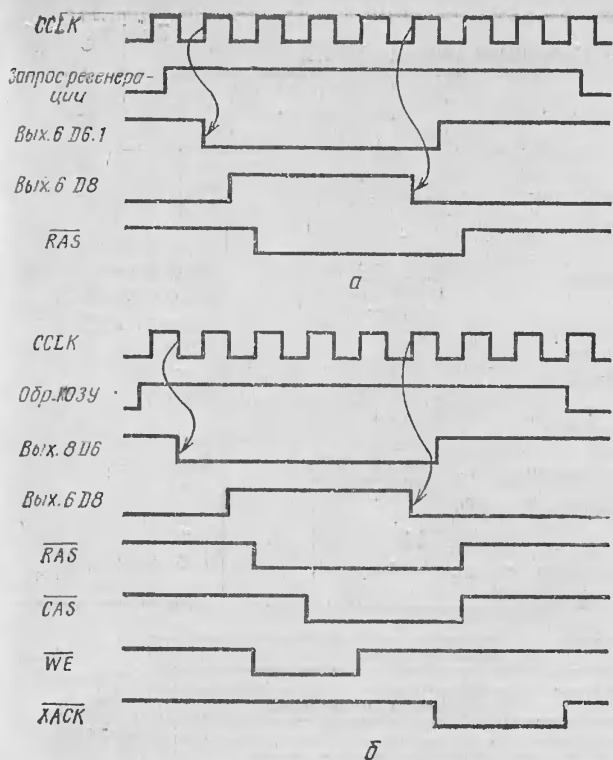 CCLK
Запрос регенера-
ции
Вых. 6 D6.1
Вых. 6 D8
RAS
а
CCLK
Обр. КОЗУ
Вых. 8 D6
Вых. 6 D8
RAS
CAS
WE
XACK
б